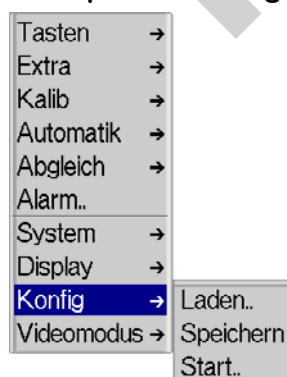 Tasten →
Extra →
Kalib →
Automatik →
Abgleich →
Alarm..
System →
Display →
Konfig →
Videomodus →
Laden..
Speichern
Start..